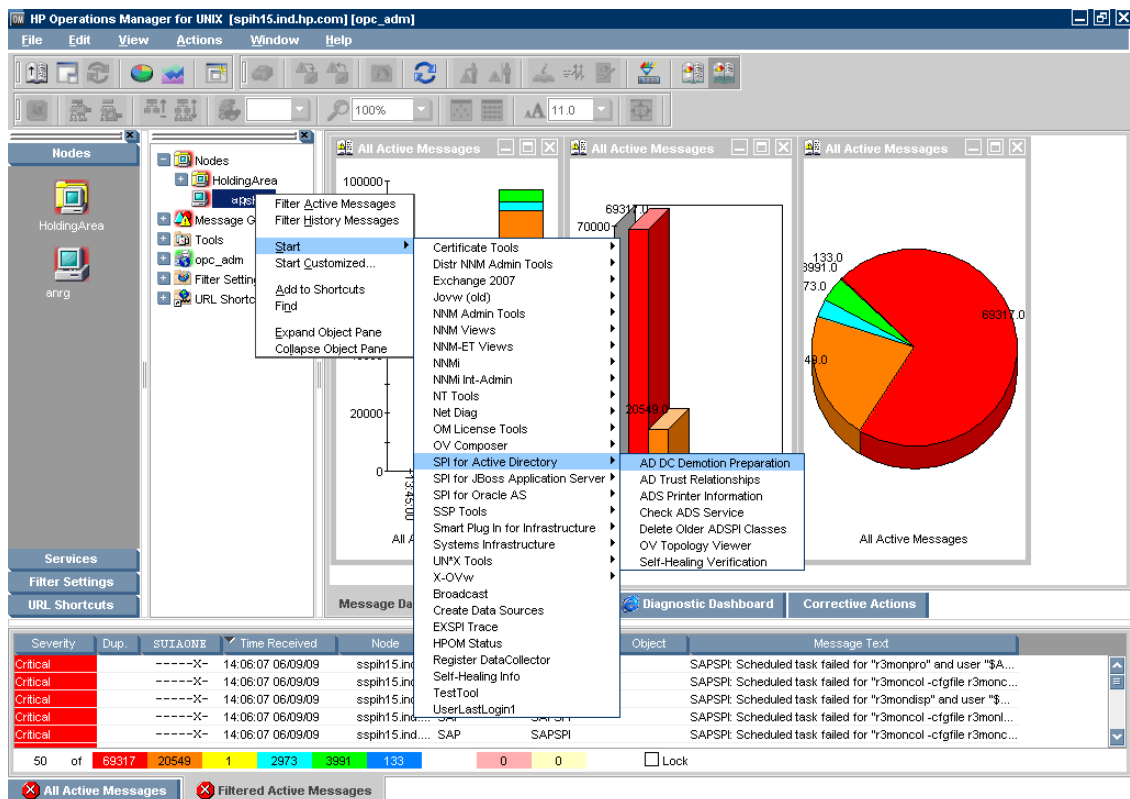 HP Operations Manager for UNIX [spih15.ind.hp.com] [opc_adm]
File Edit View Actions Window Help
100% 11.0
Nodes
HoldingArea
anrg
Services
Filter Settings
URL Shortcuts
Nodes
HoldingArea
Message G
Tools
opc_adm
Filter Setting
URL Shortc
Filter Active Messages
Filter History Messages
Start
Start Customized...
Add to Shortcuts
Find
Expand Object Pane
Collapse Object Pane
Certificate Tools
Distr NNM Admin Tools
Exchange 2007
Jovw (old)
NNM Admin Tools
NNM Views
NNM-ET Views
NNMi
NNMi Int-Admin
NT Tools
Net Diag
OM License Tools
OV Composer
SPI for Active Directory
SPI for JBoss Application Server
SPI for Oracle AS
SSP Tools
Smart Plug In for Infrastructure
Systems Infrastructure
UN*X Tools
X-OVw
Broadcast
Create Data Sources
EXSPI Trace
HPOM Status
Register DataCollector
Self-Healing Info
TestTool
UserLastLogin1
AD DC Demotion Preparation
AD Trust Relationships
ADS Printer Information
Check ADS Service
Delete Older ADSPI Classes
OV Topology Viewer
Self-Healing Verification
All Active Messages
100000
20000
0
13:45:00
All A
All Active Messages
69317.0
70000
20549.0
All Active Messages
133.0
3991.0
73.0
49.0
69317.0
All Active Messages
Message Da
Diagnostic Dashboard
Corrective Actions
Severity Dup. SUIAONE Time Received Node Object Message Text
Critical -----X- 14:06:07 06/09/09 sspih15.ind SAPSPI: Scheduled task failed for "r3monpro" and user "$A...
Critical -----X- 14:06:07 06/09/09 sspih15.ind SAPSPI: Scheduled task failed for "r3moncol -cfgfile r3monc...
Critical -----X- 14:06:07 06/09/09 sspih15.ind SAPSPI: Scheduled task failed for "r3mondisp" and user "$...
Critical -----X- 14:06:07 06/09/09 sspih15.ind SAPSPI: Scheduled task failed for "r3moncol -cfgfile r3monl...
Critical -----X- 14:06:07 06/09/09 sspih15.ind.... SAP SAPSPI SAPSPI: Scheduled task failed for "r3moncol -cfgfile r3monc...
50 of 69317 20549 1 2973 3991 133 0 0 Lock
All Active Messages
Filtered Active Messages